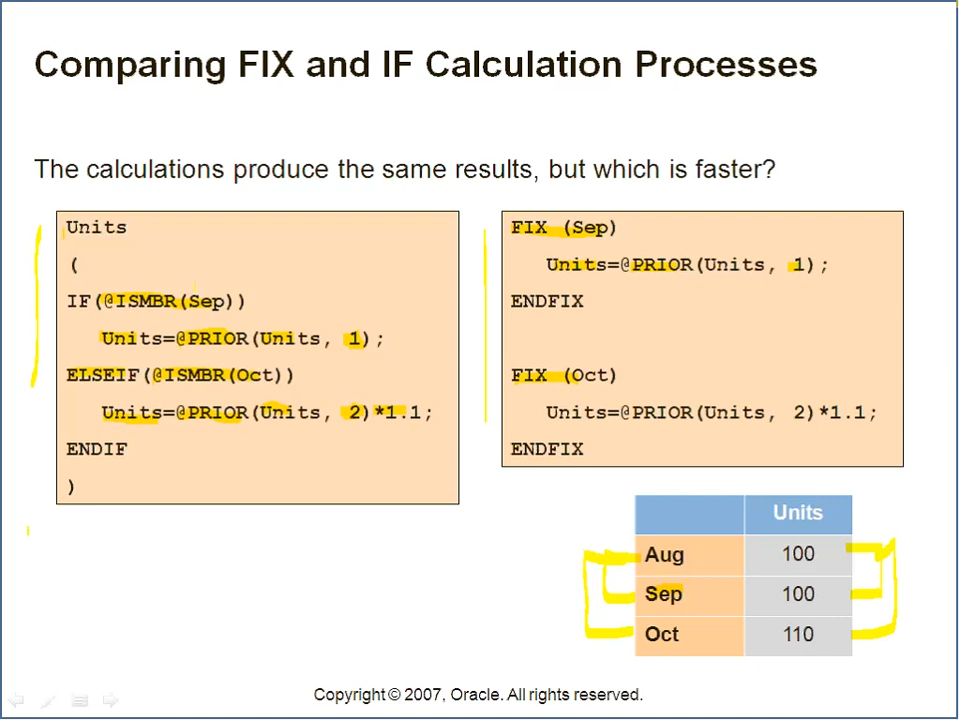 Comparing FIX and IF Calculation Processes
The calculations produce the same results, but which is faster?
Units
(
IF(@ISMBR(Sep))
Units=@PRIOR(Units, 1);
ELSEIF(@ISMBR(Oct))
Units=@PRIOR(Units, 2)*1.1;
ENDIF
)
FIX (Sep)
Units=@PRIOR(Units, 1);
ENDFIX
FIX (Oct)
Units=@PRIOR(Units, 2)*1.1;
ENDFIX
Units
Aug 100
Sep 100
Oct 110
Copyright © 2007, Oracle. All rights reserved.